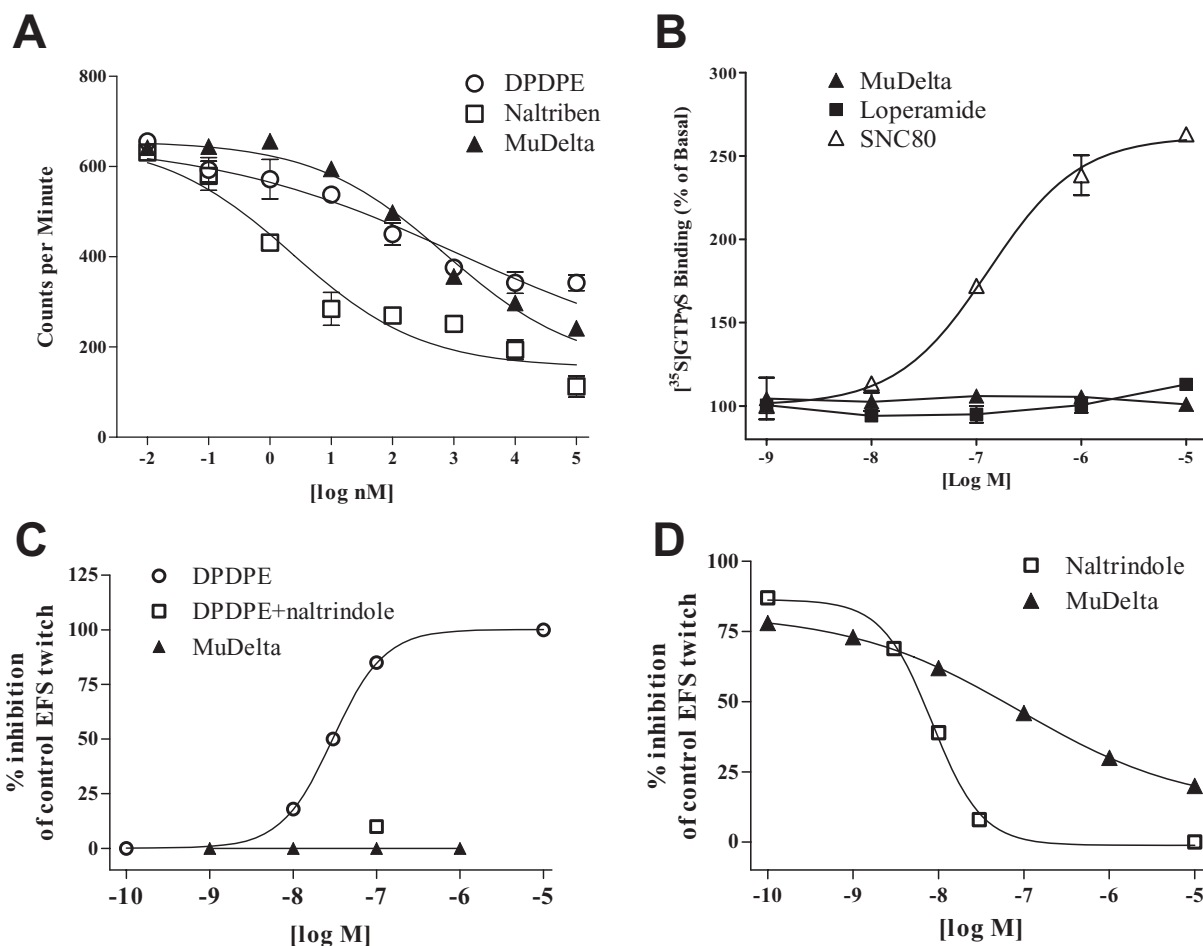 A
DPDPE
Naltriben
MuDelta
Counts per Minute
800
600
400
200
0
-2 -1 0 1 2 3 4 5
[log nM]
B
MuDelta
Loperamide
SNC80
[³⁵S]GTPγS Binding (% of Basal)
300
250
200
150
100
-9 -8 -7 -6 -5
[Log M]
C
DPDPE
DPDPE+naltrindole
MuDelta
% inhibition
of control EFS twitch
125
100
75
50
25
0
-10 -9 -8 -7 -6 -5
[log M]
D
Naltrindole
MuDelta
% inhibition
of control EFS twitch
100
75
50
25
0
-10 -9 -8 -7 -6 -5
[log M]